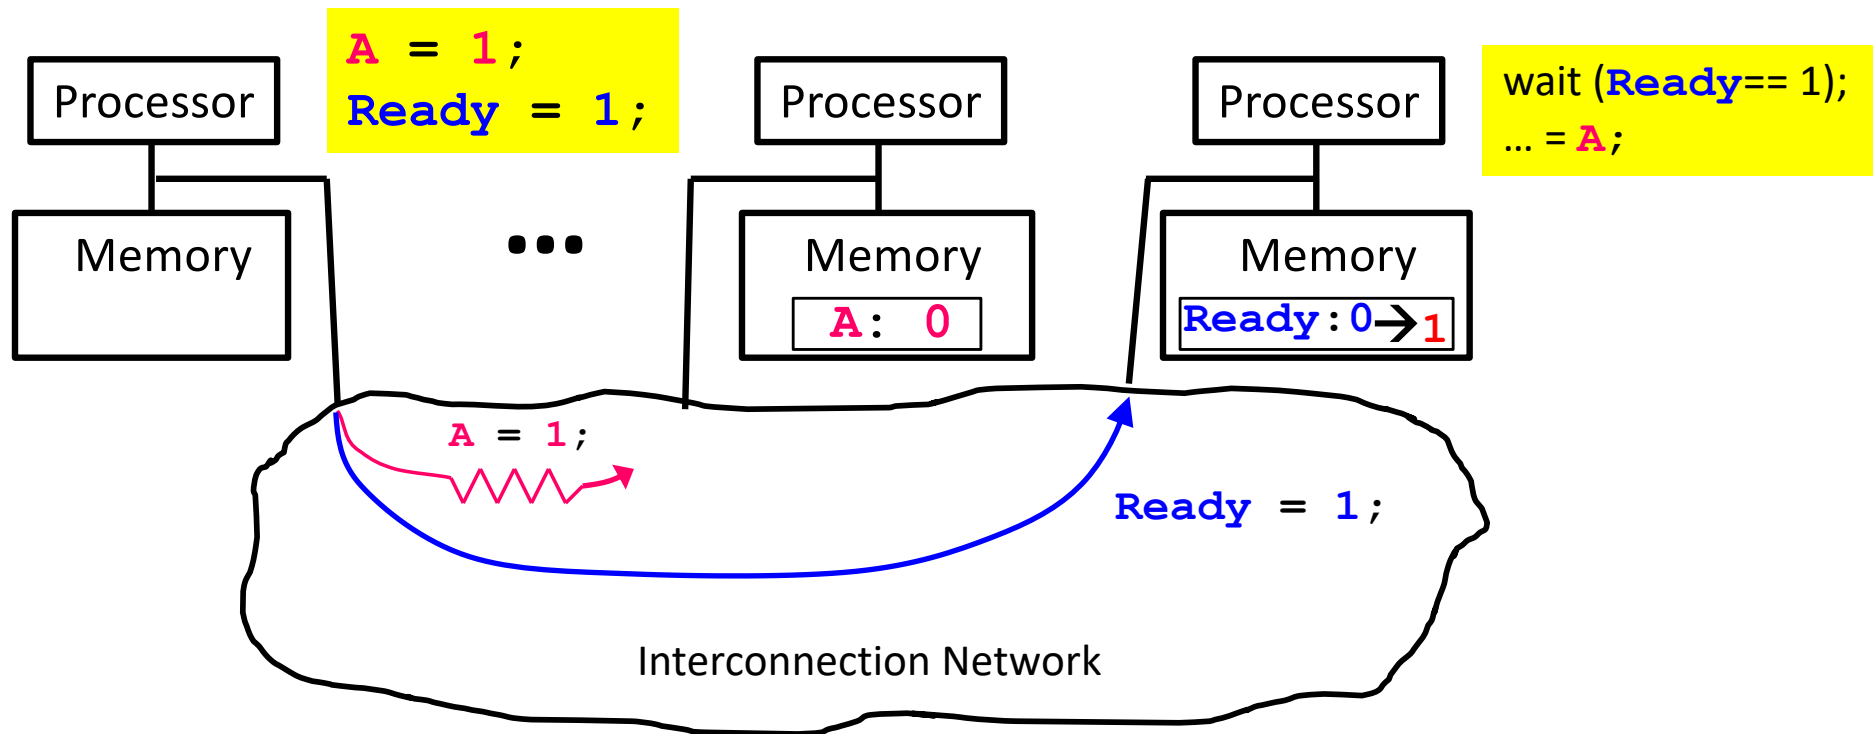 A = 1;
Ready = 1;
Processor
Processor
Processor
wait (Ready== 1);
... = A;
Memory
...
Memory
Memory
A: 0
Ready:0→1
A = 1;
Ready = 1;
Interconnection Network